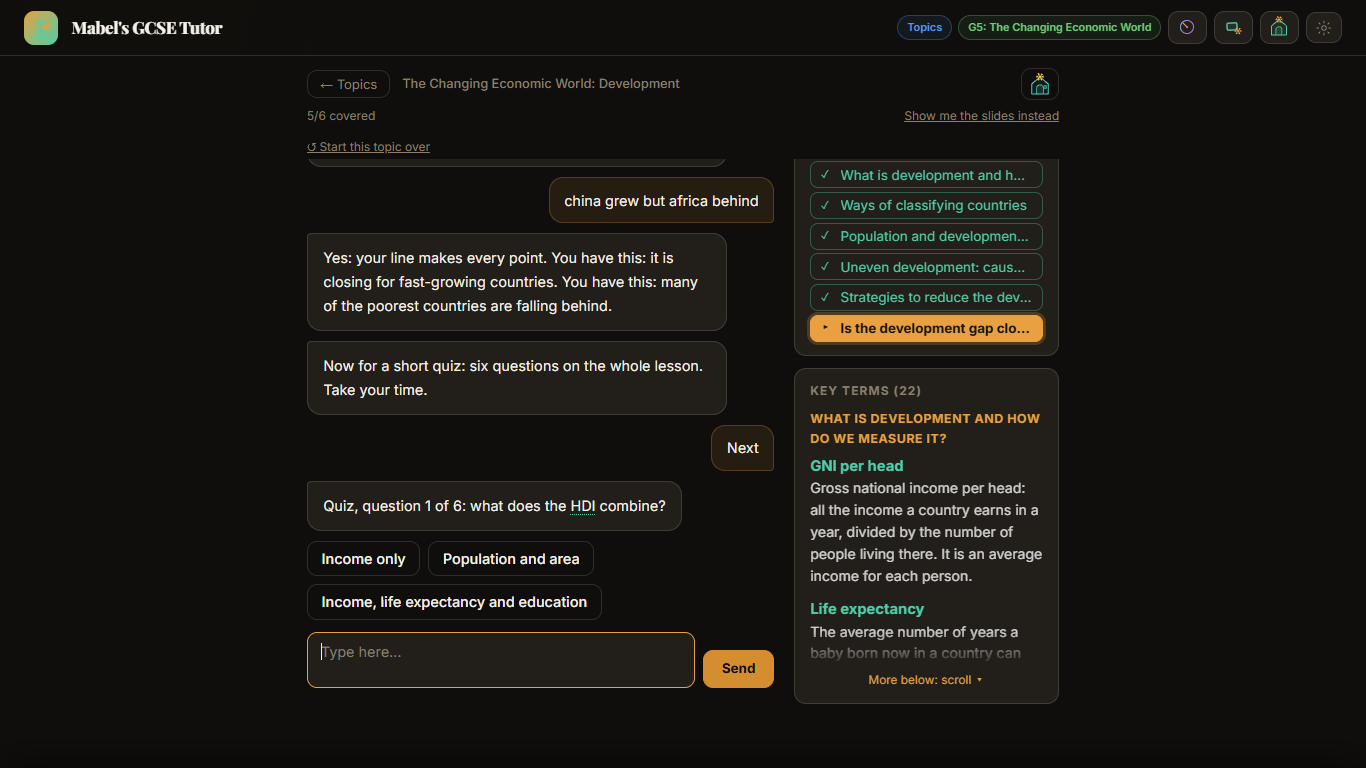 Mabel's GCSE Tutor
Topics
G5: The Changing Economic World
← Topics
The Changing Economic World: Development
5/6 covered
Show me the slides instead
↺ Start this topic over
china grew but africa behind
Yes: your line makes every point. You have this: it is
closing for fast-growing countries. You have this: many
of the poorest countries are falling behind.
Now for a short quiz: six questions on the whole lesson.
Take your time.
Next
Quiz, question 1 of 6: what does the HDI combine?
Income only
Population and area
Income, life expectancy and education
Type here...
Send
✓ What is development and h...
✓ Ways of classifying countries
✓ Population and developmen...
✓ Uneven development: caus...
✓ Strategies to reduce the dev...
‣ Is the development gap clo...
KEY TERMS (22)
WHAT IS DEVELOPMENT AND HOW
DO WE MEASURE IT?
GNI per head
Gross national income per head:
all the income a country earns in a
year, divided by the number of
people living there. It is an average
income for each person.
Life expectancy
The average number of years a
baby born now in a country can
More below: scroll ▾